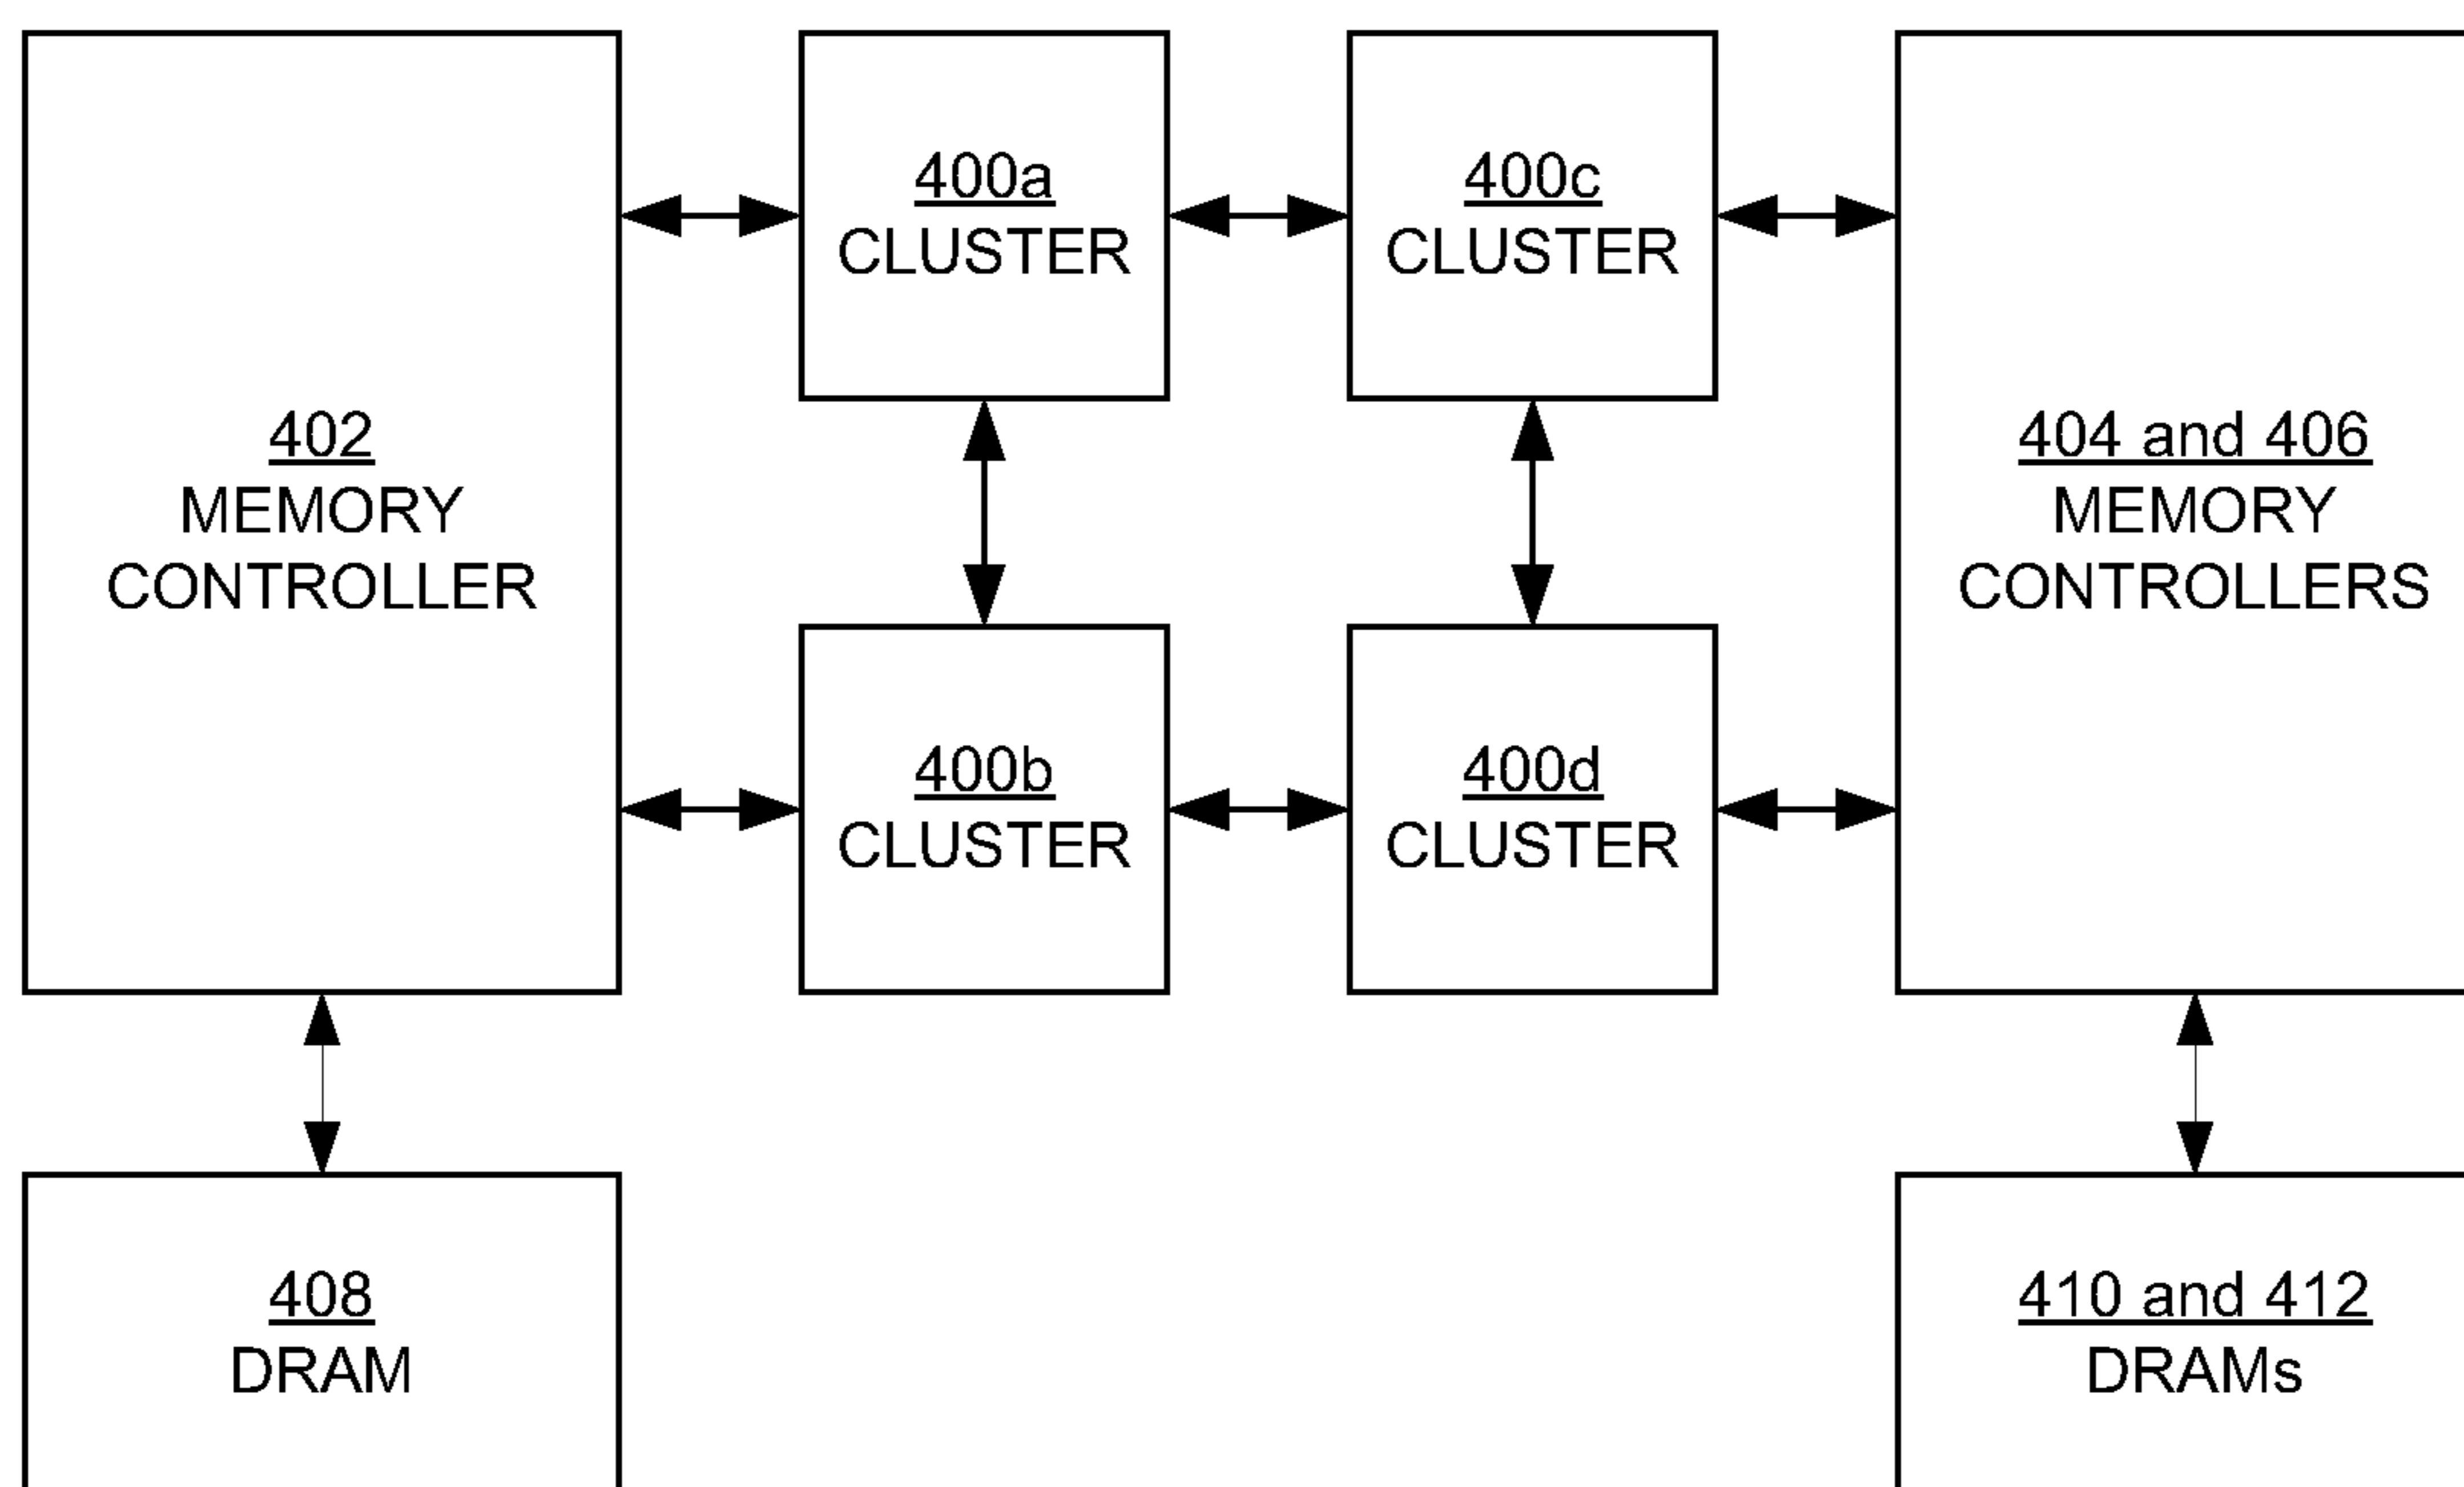 400a
CLUSTER
400c
CLUSTER
402
MEMORY
CONTROLLER
404 and 406
MEMORY
CONTROLLERS
400b
CLUSTER
400d
CLUSTER
408
DRAM
410 and 412
DRAMs